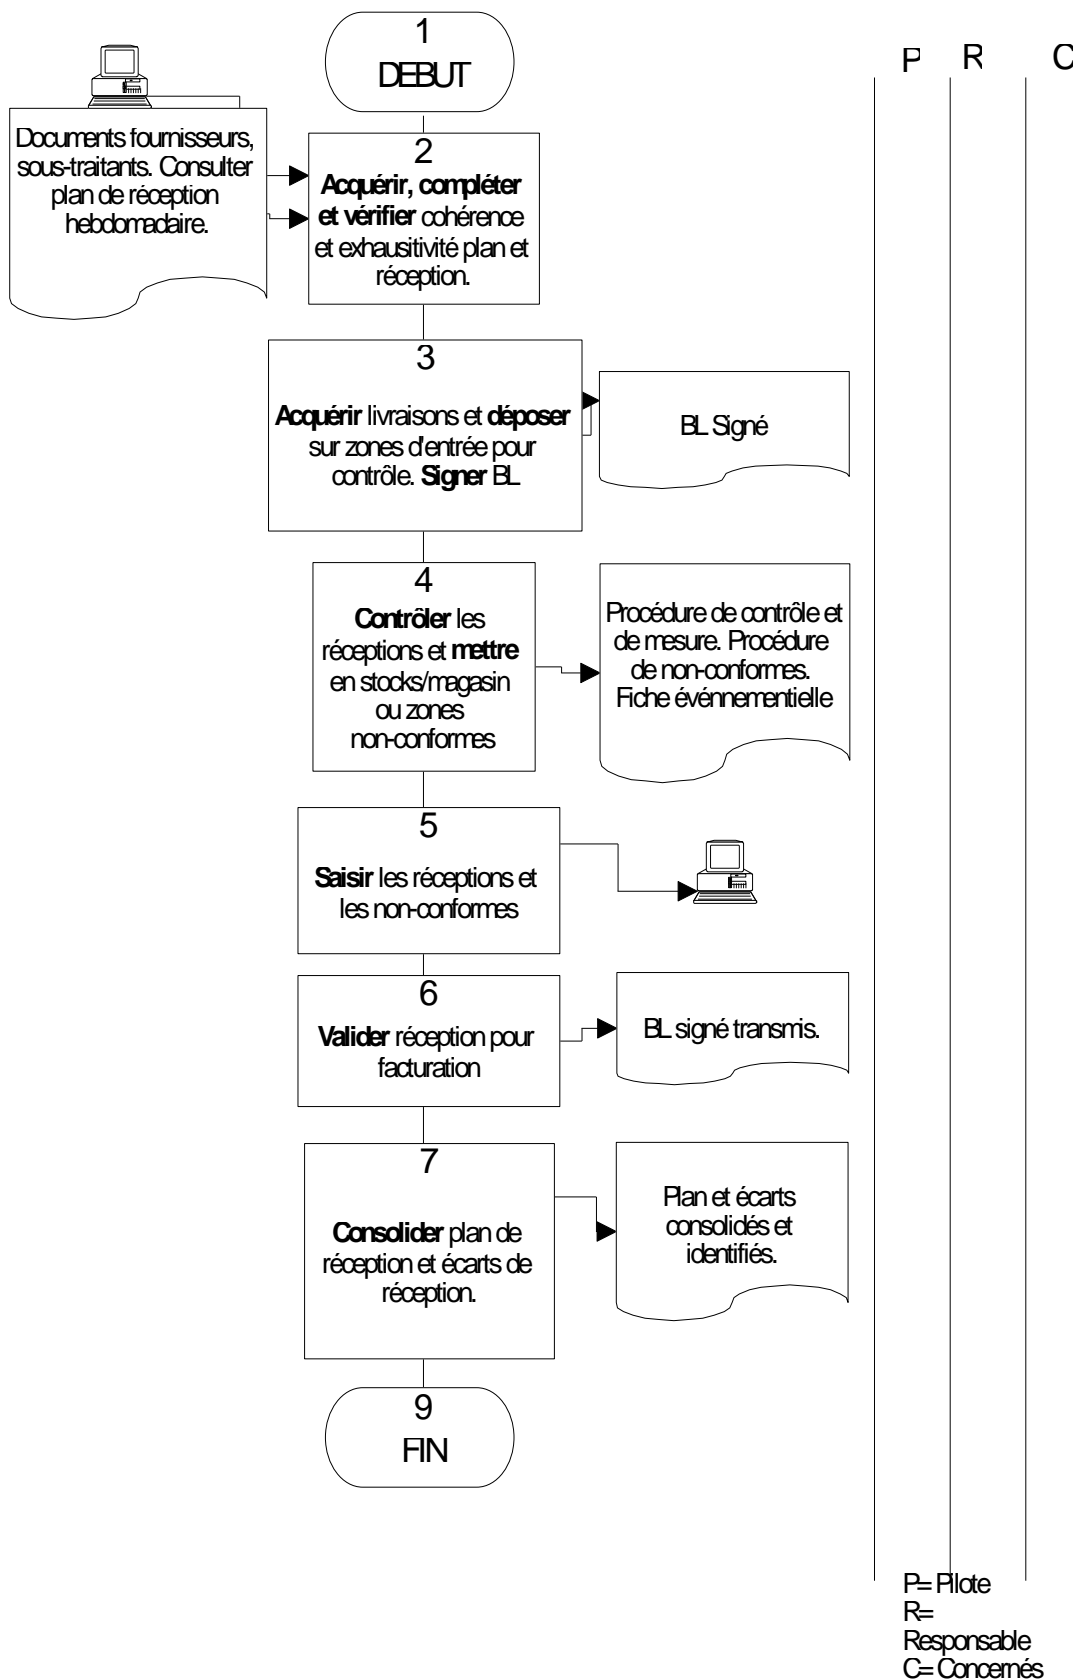 1
DEBUT
P
R
C
Documents fournisseurs,
sous-traitants. Consulter
plan de réception
hebdomadaire.
2
Acquérir, compléter
et vérifier cohérence
et exhausitivité plan et
réception.
3
Acquérir livraisons et déposer
sur zones d'entrée pour
contrôle. Signer BL
BL Signé
4
Contrôler les
réceptions et mettre
en stocks/magasin
ou zones
non-conformes
Procédure de contrôle et
de mesure. Procédure
de non-conformes.
Fiche événnementielle
5
Saisir les réceptions et
les non-conformes
6
Valider réception pour
facturation
BL signé transmis.
7
Consolider plan de
réception et écarts de
réception.
Plan et écarts
consolidés et
identifiés.
9
FIN
P= Pilote
R=
Responsable
C= Concernés